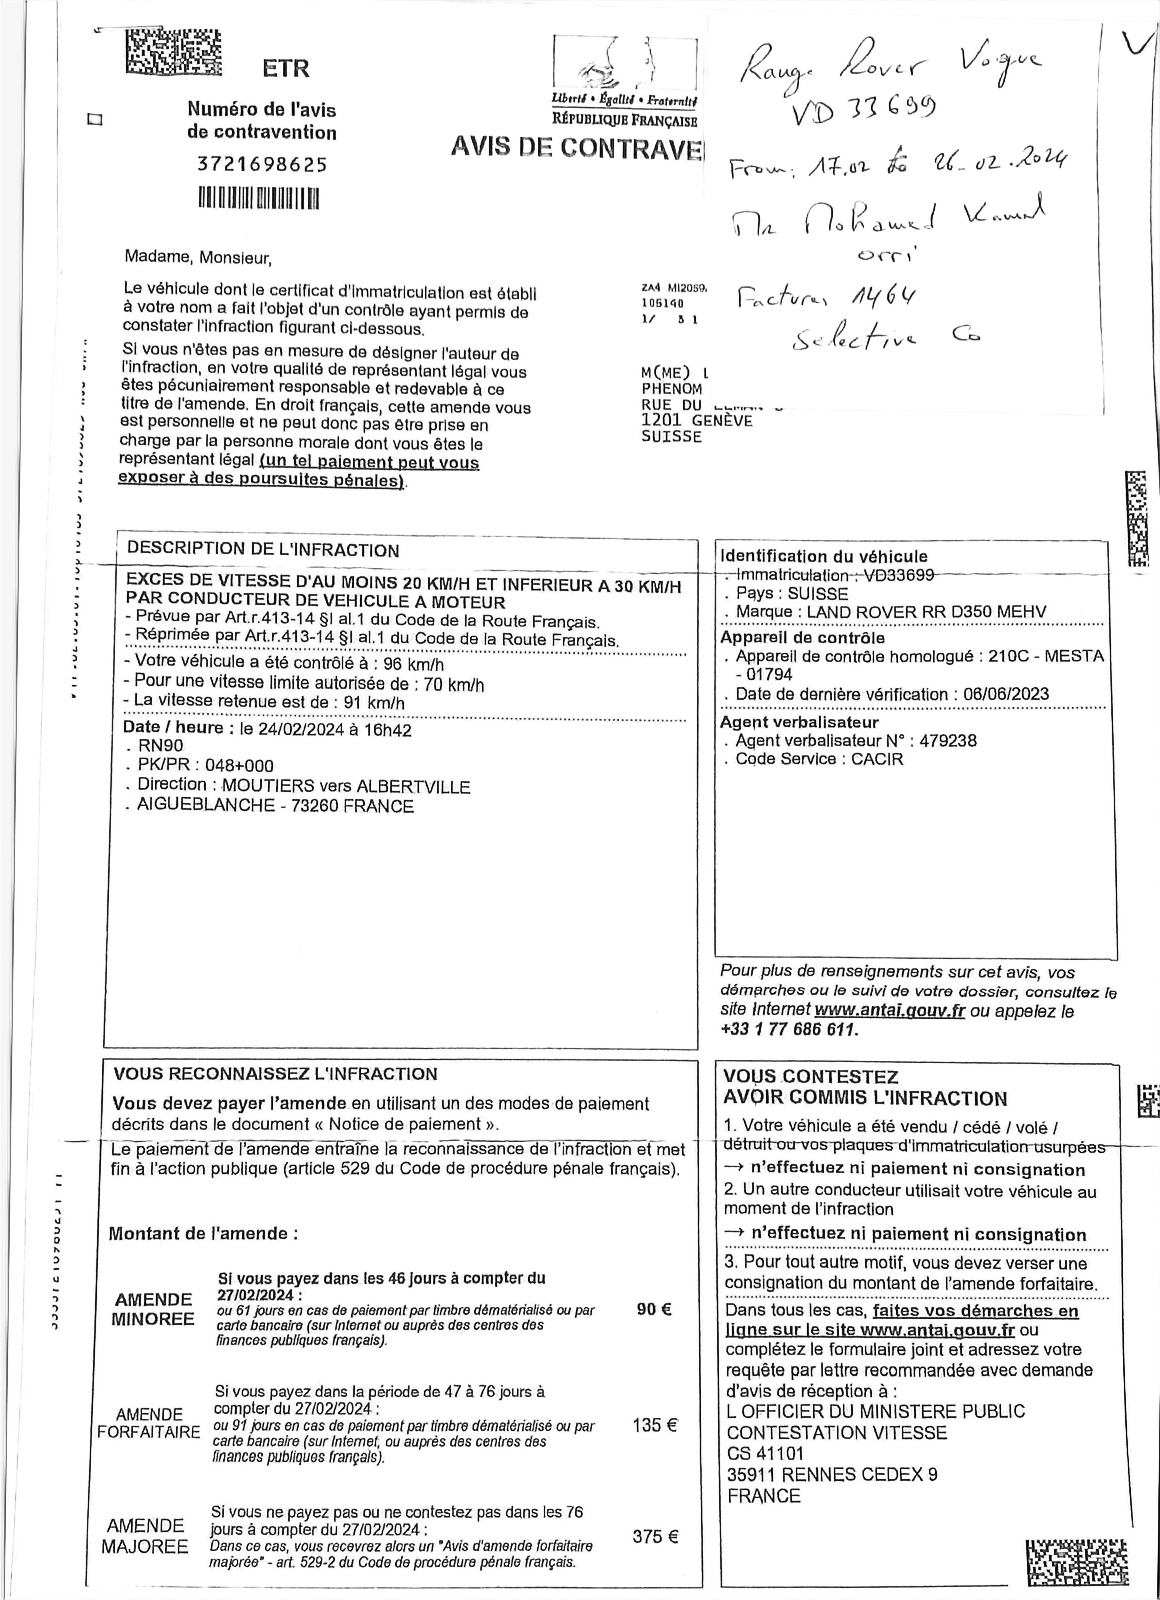 ETR
Numéro de l'avis
de contravention
3721698625
Liberté • Égalité • Fraternité
RÉPUBLIQUE FRANÇAISE
AVIS DE CONTRAVE
Range Rover Vogue
VD 33699
From: 17.02 to 26-02.2024
Mr Mohamed Kamal
orri
Factures 1464
Selective Co
Madame, Monsieur,
Le véhicule dont le certificat d'immatriculation est établi
à votre nom a fait l'objet d'un contrôle ayant permis de
constater l'infraction figurant ci-dessous.
Si vous n'êtes pas en mesure de désigner l'auteur de
l'infraction, en votre qualité de représentant légal vous
êtes pécuniairement responsable et redevable à ce
titre de l'amende. En droit français, cette amende vous
est personnelle et ne peut donc pas être prise en
charge par la personne morale dont vous êtes le
représentant légal (un tel paiement peut vous
exposer à des poursuites pénales).
ZA4 MI2059
105140
1/ 3 1
M(ME) L
PHENOM
RUE DU
1201 GENÈVE
SUISSE
DESCRIPTION DE L'INFRACTION
EXCES DE VITESSE D'AU MOINS 20 KM/H ET INFERIEUR A 30 KM/H
PAR CONDUCTEUR DE VEHICULE A MOTEUR
- Prévue par Art.r.413-14 §I al.1 du Code de la Route Français.
- Réprimée par Art.r.413-14 §I al.1 du Code de la Route Français.
- Votre véhicule a été contrôlé à : 96 km/h
- Pour une vitesse limite autorisée de : 70 km/h
- La vitesse retenue est de : 91 km/h
Date / heure : le 24/02/2024 à 16h42
. RN90
. PK/PR : 048+000
. Direction : MOUTIERS vers ALBERTVILLE
. AIGUEBLANCHE - 73260 FRANCE
Identification du véhicule
. Immatriculation : VD33699
. Pays : SUISSE
. Marque : LAND ROVER RR D350 MEHV
Appareil de contrôle
. Appareil de contrôle homologué : 210C - MESTA
- 01794
. Date de dernière vérification : 06/06/2023
Agent verbalisateur
. Agent verbalisateur N° : 479238
. Code Service : CACIR
Pour plus de renseignements sur cet avis, vos
démarches ou le suivi de votre dossier, consultez le
site Internet www.antai.gouv.fr ou appelez le
+33 1 77 686 611.
VOUS RECONNAISSEZ L'INFRACTION
Vous devez payer l'amende en utilisant un des modes de paiement
décrits dans le document « Notice de paiement ».
Le paiement de l'amende entraîne la reconnaissance de l'infraction et met
fin à l'action publique (article 529 du Code de procédure pénale français).
Montant de l'amende :
AMENDE
MINOREE
Si vous payez dans les 46 jours à compter du
27/02/2024 :
ou 61 jours en cas de paiement par timbre dématérialisé ou par
carte bancaire (sur Internet ou auprès des centres des
finances publiques français).
90 €
AMENDE
FORFAITAIRE
Si vous payez dans la période de 47 à 76 jours à
compter du 27/02/2024 :
ou 91 jours en cas de paiement par timbre dématérialisé ou par
carte bancaire (sur Internet, ou auprès des centres des
finances publiques français).
135 €
AMENDE
MAJOREE
Si vous ne payez pas ou ne contestez pas dans les 76
jours à compter du 27/02/2024 :
Dans ce cas, vous recevrez alors un "Avis d'amende forfaitaire
majorée" - art. 529-2 du Code de procédure pénale français.
375 €
VOUS CONTESTEZ
AVOIR COMMIS L'INFRACTION
1. Votre véhicule a été vendu / cédé / volé /
détruit ou vos plaques d'immatriculation usurpées
→ n'effectuez ni paiement ni consignation
2. Un autre conducteur utilisait votre véhicule au
moment de l'infraction
→ n'effectuez ni paiement ni consignation
3. Pour tout autre motif, vous devez verser une
consignation du montant de l'amende forfaitaire.
Dans tous les cas, faites vos démarches en
ligne sur le site www.antai.gouv.fr ou
complétez le formulaire joint et adressez votre
requête par lettre recommandée avec demande
d'avis de réception à :
L OFFICIER DU MINISTERE PUBLIC
CONTESTATION VITESSE
CS 41101
35911 RENNES CEDEX 9
FRANCE